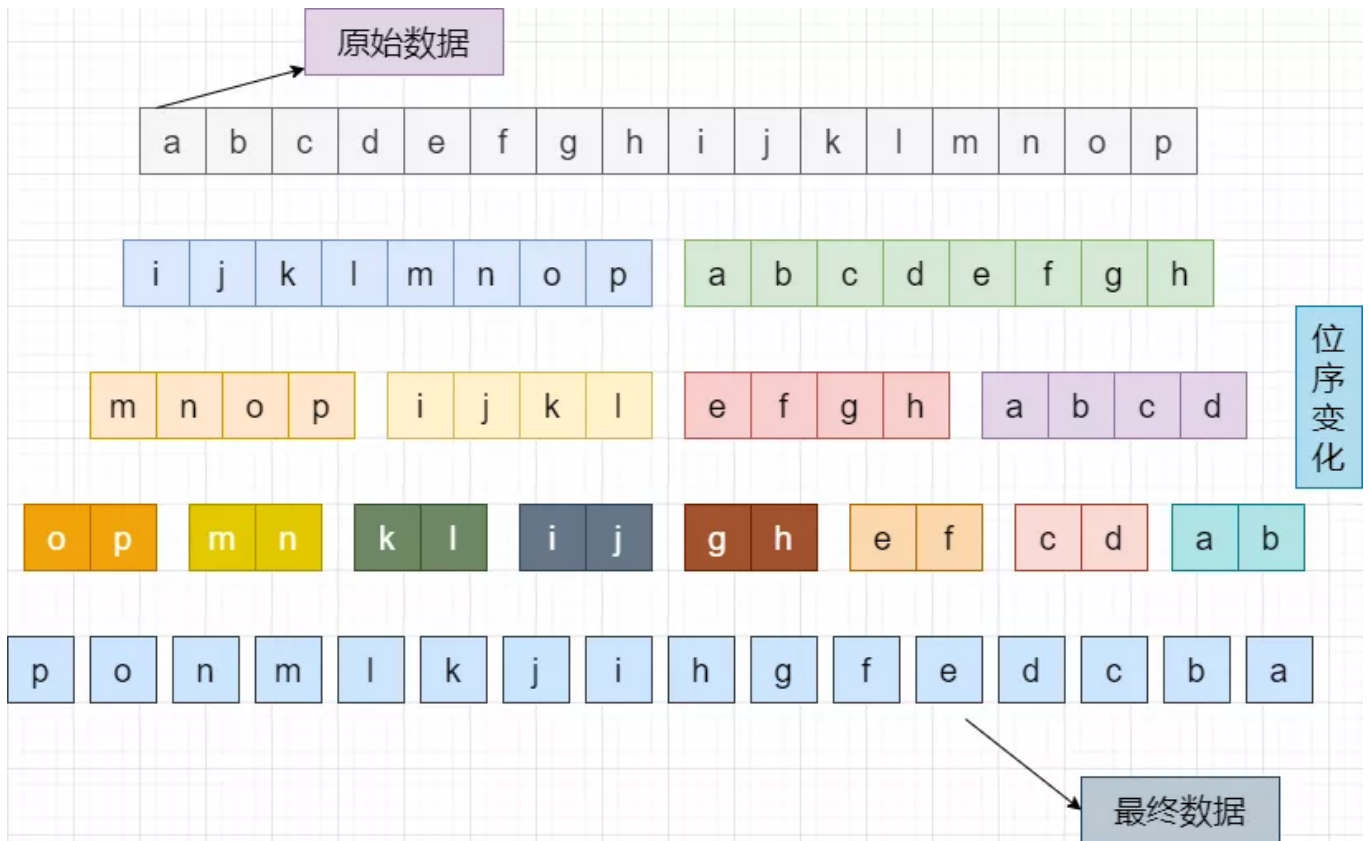 原始数据
a b c d e f g h i j k l m n o p
i j k l m n o p a b c d e f g h
位序变化
m n o p i j k l e f g h a b c d
o p m n k l i j g h e f c d a b
p o n m l k j i h g f e d c b a
最终数据